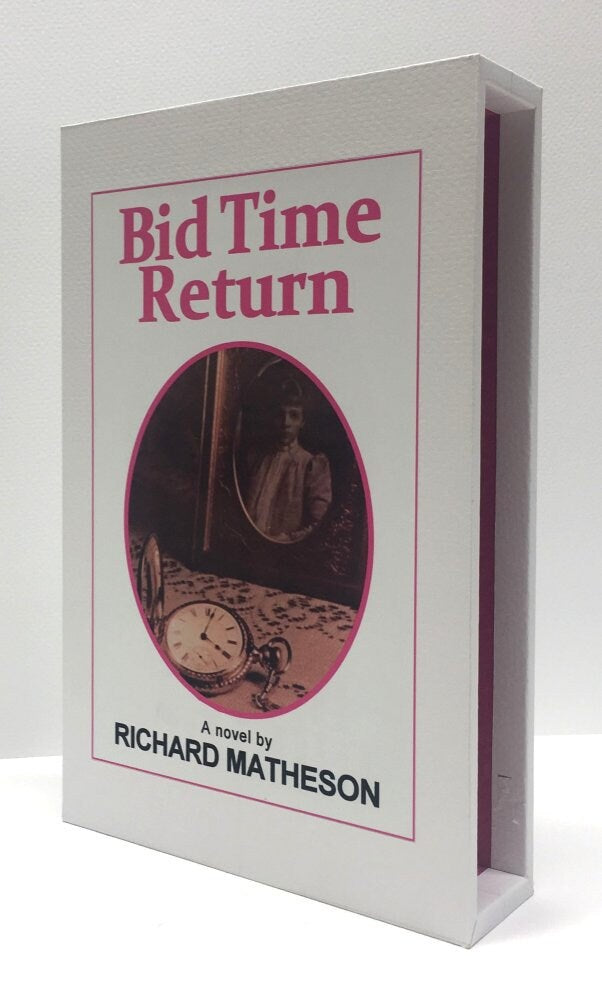 Bid Time
Return
A novel by
RICHARD MATHESON